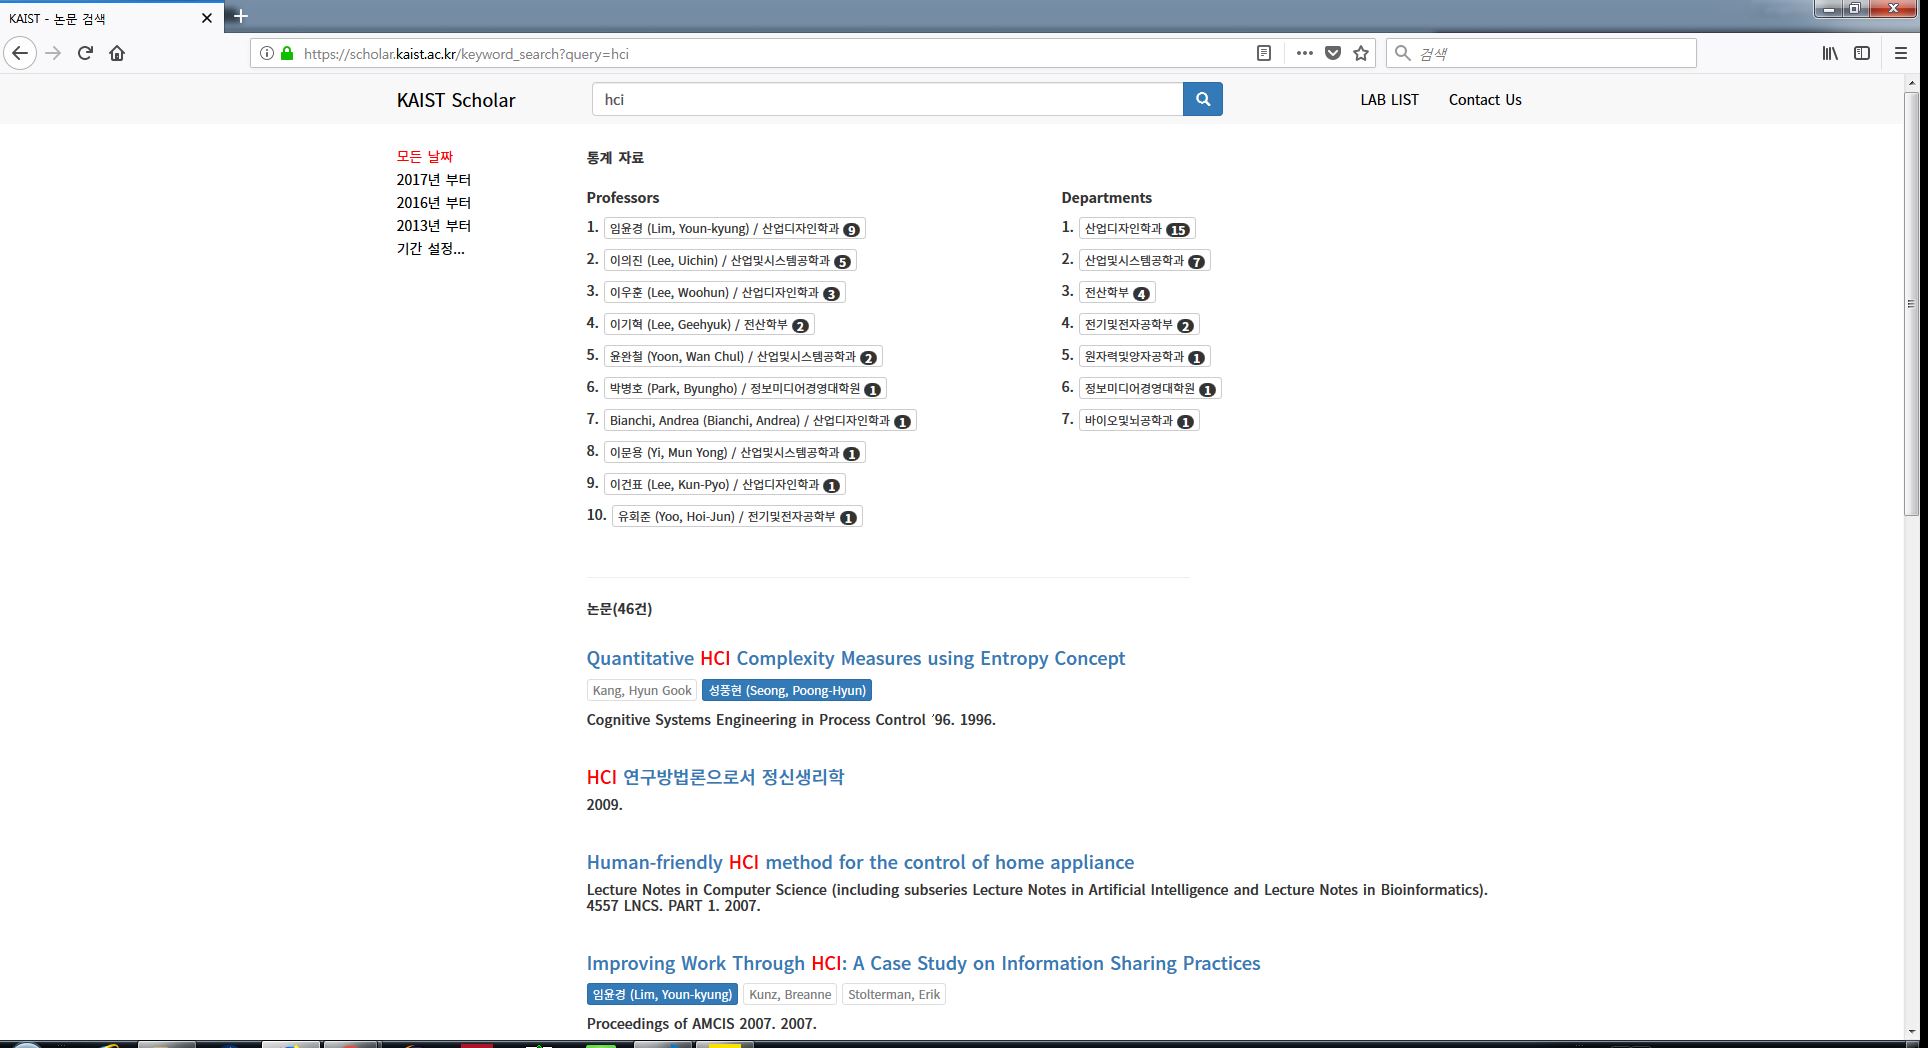 KAIST - 논문 검색
https://scholar.kaist.ac.kr/keyword_search?query=hci
검색
KAIST Scholar
hci
LAB LIST
Contact Us
모든 날짜
2017년 부터
2016년 부터
2013년 부터
기간 설정...
통계 자료
Professors
1. 임윤경 (Lim, Youn-kyung) / 산업디자인학과 9
2. 이의진 (Lee, Uichin) / 산업및시스템공학과 5
3. 이우훈 (Lee, Woohun) / 산업디자인학과 3
4. 이기혁 (Lee, Geehyuk) / 전산학부 2
5. 윤완철 (Yoon, Wan Chul) / 산업및시스템공학과 2
6. 박병호 (Park, Byungho) / 정보미디어경영대학원 1
7. Bianchi, Andrea (Bianchi, Andrea) / 산업디자인학과 1
8. 이문용 (Yi, Mun Yong) / 산업및시스템공학과 1
9. 이건표 (Lee, Kun-Pyo) / 산업디자인학과 1
10. 유회준 (Yoo, Hoi-Jun) / 전기및전자공학부 1
Departments
1. 산업디자인학과 15
2. 산업및시스템공학과 7
3. 전산학부 4
4. 전기및전자공학부 2
5. 원자력및양자공학과 1
6. 정보미디어경영대학원 1
7. 바이오및뇌공학과 1
논문(46건)
Quantitative HCI Complexity Measures using Entropy Concept
Kang, Hyun Gook 성풍현 (Seong, Poong-Hyun)
Cognitive Systems Engineering in Process Control '96. 1996.
HCI 연구방법론으로서 정신생리학
2009.
Human-friendly HCI method for the control of home appliance
Lecture Notes in Computer Science (including subseries Lecture Notes in Artificial Intelligence and Lecture Notes in Bioinformatics).
4557 LNCS. PART 1. 2007.
Improving Work Through HCI: A Case Study on Information Sharing Practices
임윤경 (Lim, Youn-kyung) Kunz, Breanne Stolterman, Erik
Proceedings of AMCIS 2007. 2007.